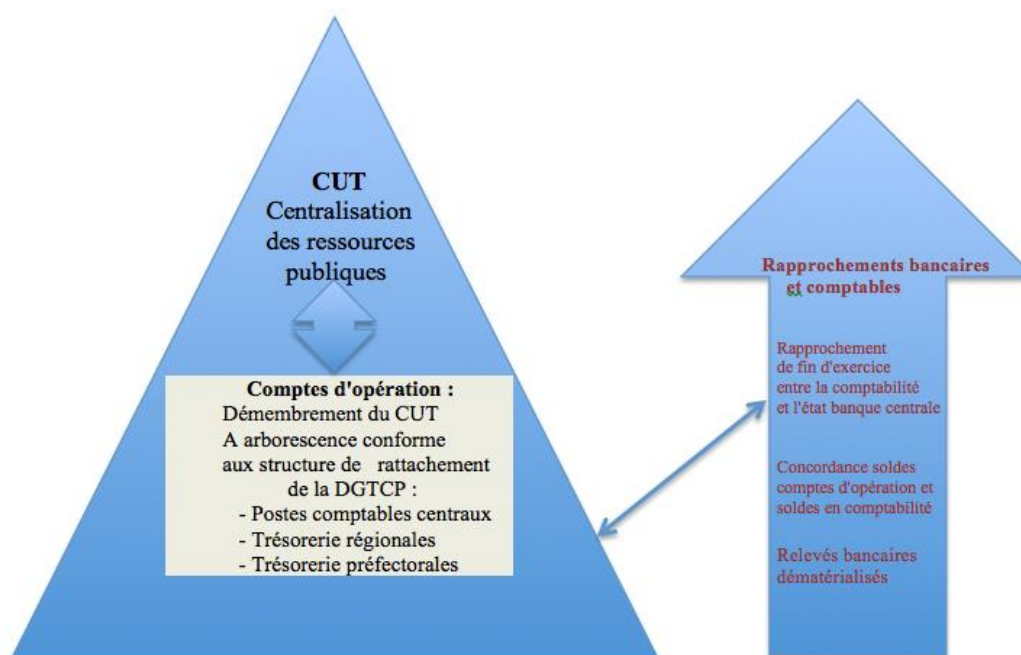 CUT
Centralisation
des ressources
publiques
Comptes d'opération :
Démembrement du CUT
A arborescence conforme
aux structure de rattachement
de la DGTCP :
- Postes comptables centraux
- Trésorerie régionales
- Trésorerie préfectorales
Rapprochements bancaires
et comptables
Rapprochement
de fin d'exercice
entre la comptabilité
et l'état banque centrale
Concordance soldes
comptes d'opération et
soldes en comptabilité
Relevés bancaires
dématérialisés